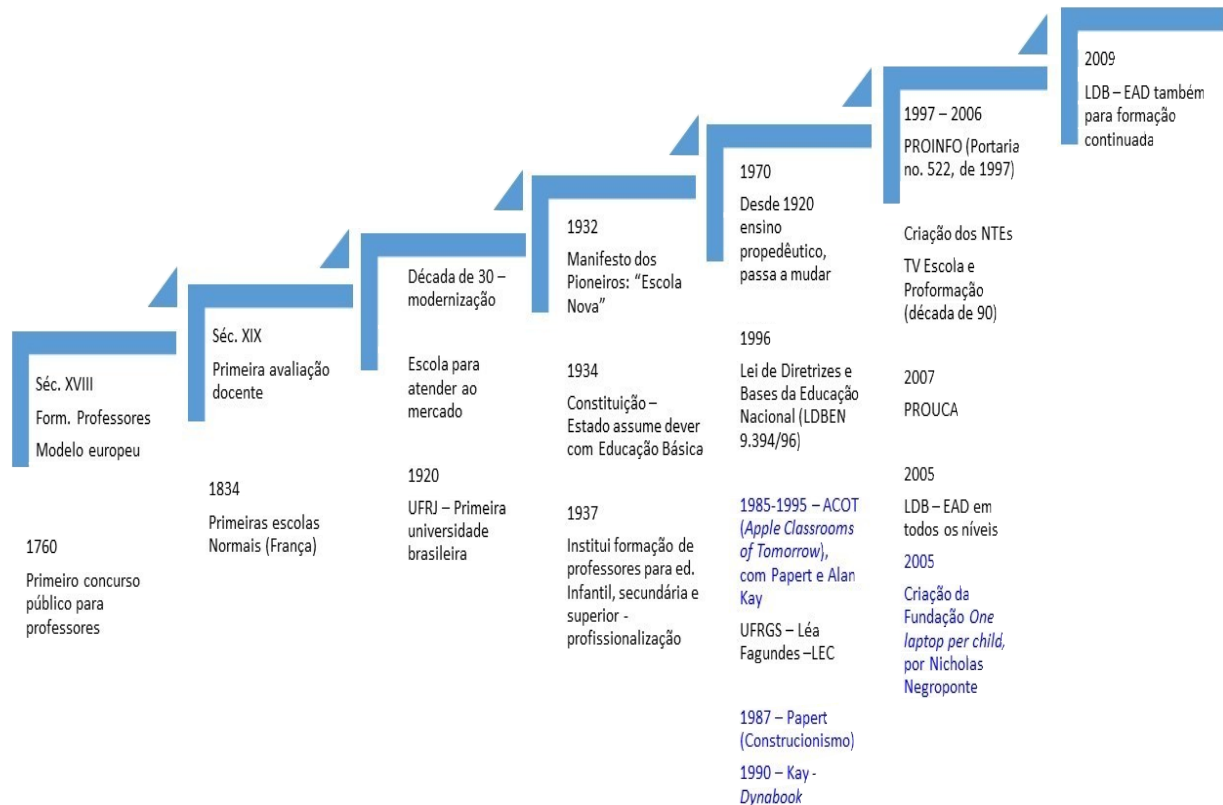 Séc. XVIII
Form. Professores
Modelo europeu
1760
Primeiro concurso
público para
professores
Séc. XIX
Primeira avaliação
docente
1834
Primeiras escolas
Normais (França)
Década de 30 –
modernização
Escola para
atender ao
mercado
1920
UFRJ – Primeira
universidade
brasileira
1932
Manifesto dos
Pioneiros: “Escola
Nova”
1934
Constituição –
Estado assume dever
com Educação Básica
1937
Institui formação de
professores para ed.
Infantil, secundária e
superior -
profissionalização
1970
Desde 1920
ensino
propedêutico,
passa a mudar
1996
Lei de Diretrizes e
Bases da Educação
Nacional (LDBEN
9.394/96)
1985-1995 – ACOT
(Apple Classrooms
of Tomorrow),
com Papert e Alan
Kay
UFRGS – Léa
Fagundes –LEC
1987 – Papert
(Construcionismo)
1990 – Kay -
Dynabook
1997 – 2006
PROINFO (Portaria
no. 522, de 1997)
Criação dos NTEs
TV Escola e
Proformação
(década de 90)
2007
PROUCA
2005
LDB – EAD em
todos os níveis
2005
Criação da
Fundação One
laptop per child,
por Nicholas
Negroponte
2009
LDB – EAD também
para formação
continuada